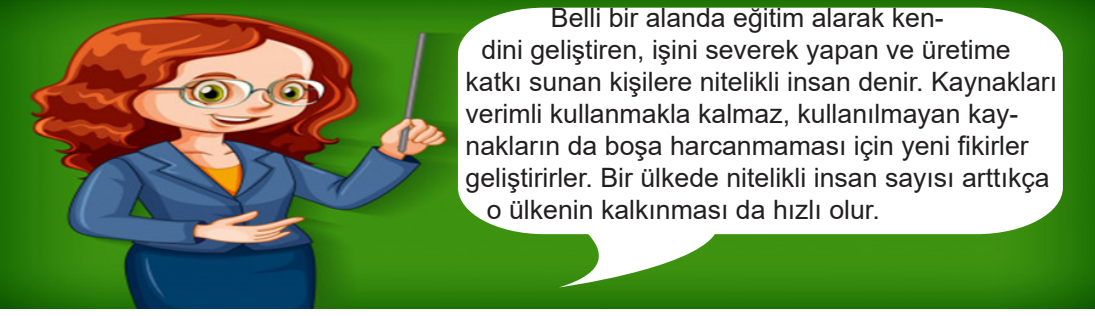 Belli bir alanda eğitim alarak ken-
dini geliştiren, işini severek yapan ve üretime
katkı sunan kişilere nitelikli insan denir. Kaynakları
verimli kullanmakla kalmaz, kullanılmayan kay-
nakların da boşa harcanmaması için yeni fikirler
geliştirirler. Bir ülkede nitelikli insan sayısı arttıkça
o ülkenin kalkınması da hızlı olur.